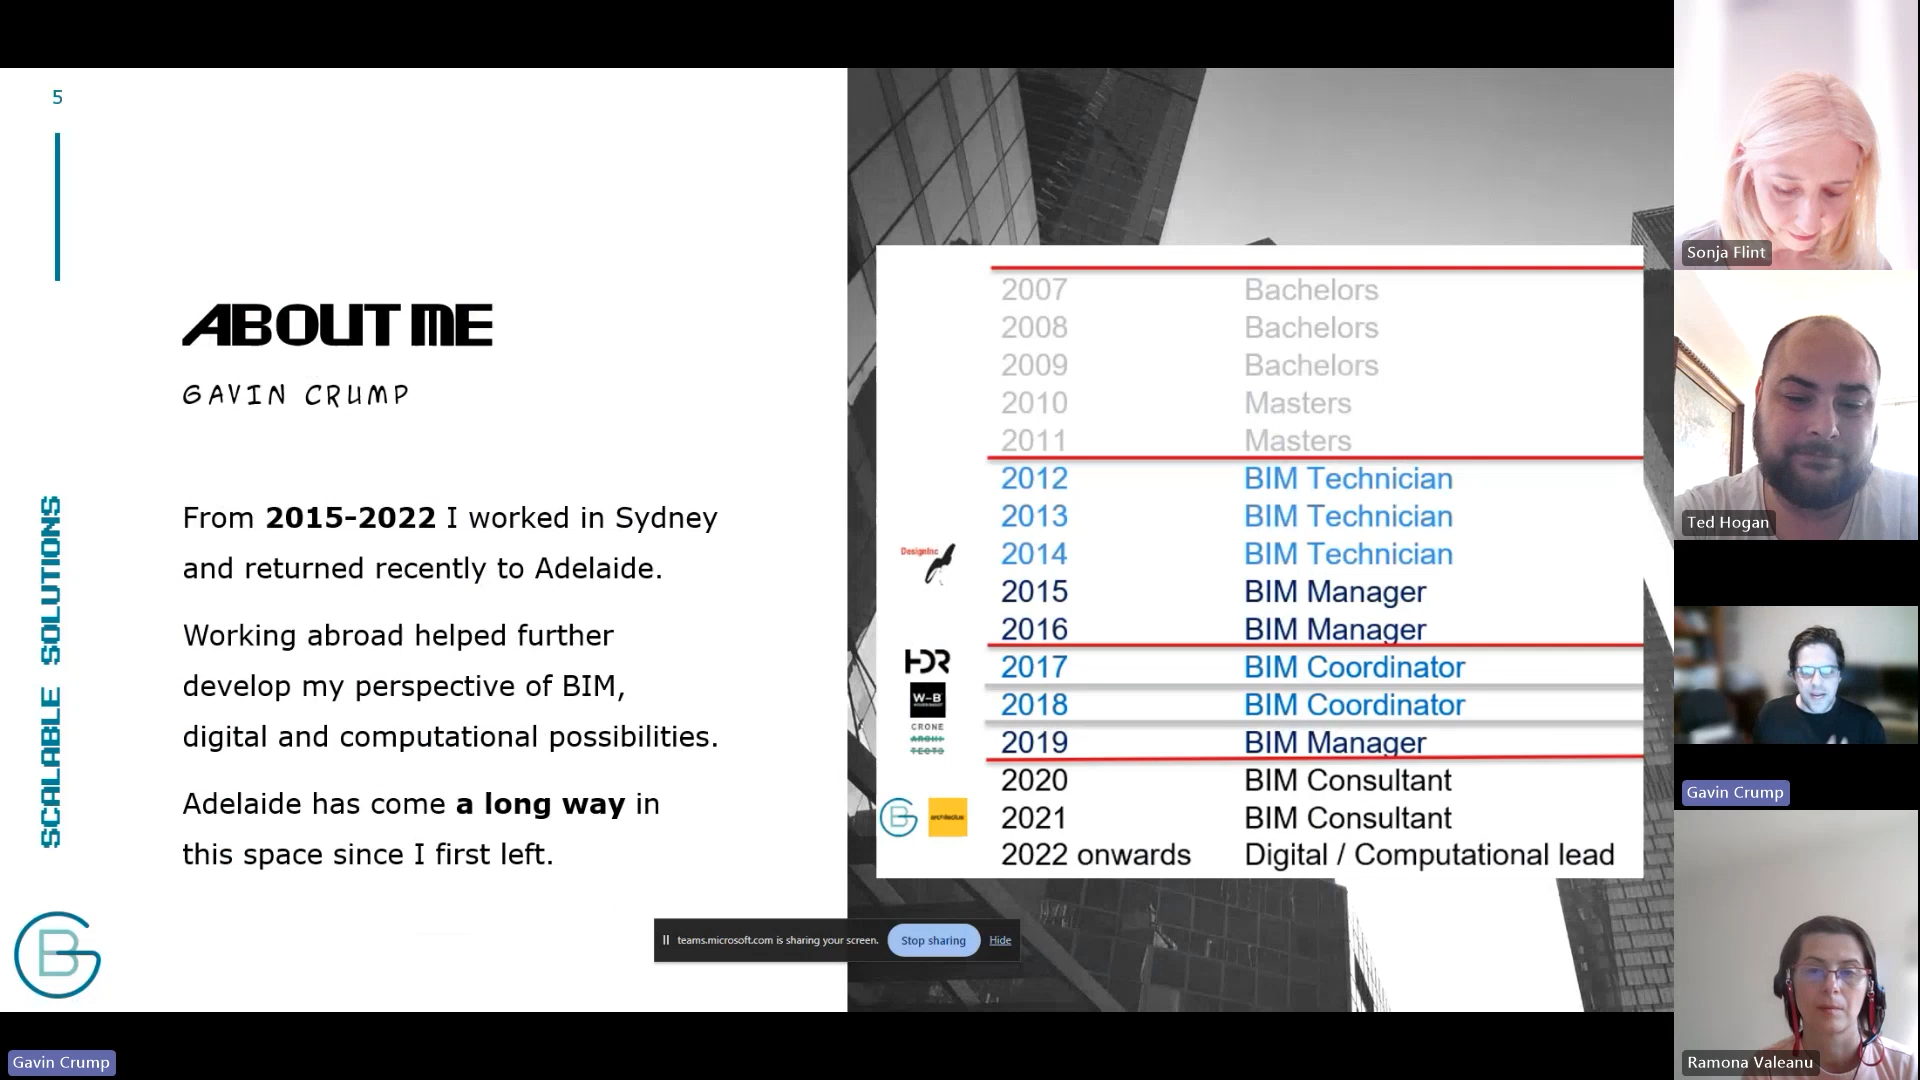 5
ABOUT ME
GAVIN CRUMP
From 2015-2022 I worked in Sydney
and returned recently to Adelaide.
Working abroad helped further
develop my perspective of BIM,
digital and computational possibilities.
Adelaide has come a long way in
this space since I first left.
SCALABLE SOLUTIONS
2007 Bachelors
2008 Bachelors
2009 Bachelors
2010 Masters
2011 Masters
2012 BIM Technician
2013 BIM Technician
2014 BIM Technician
2015 BIM Manager
2016 BIM Manager
2017 BIM Coordinator
2018 BIM Coordinator
2019 BIM Manager
2020 BIM Consultant
2021 BIM Consultant
2022 onwards Digital / Computational lead
DesignInc
HDR
W-B
CRONE
ARCHI
TECTS
BG
architectus
teams.microsoft.com is sharing your screen.
Stop sharing
Hide
BG
Gavin Crump
Sonja Flint
Ted Hogan
Gavin Crump
Ramona Valeanu